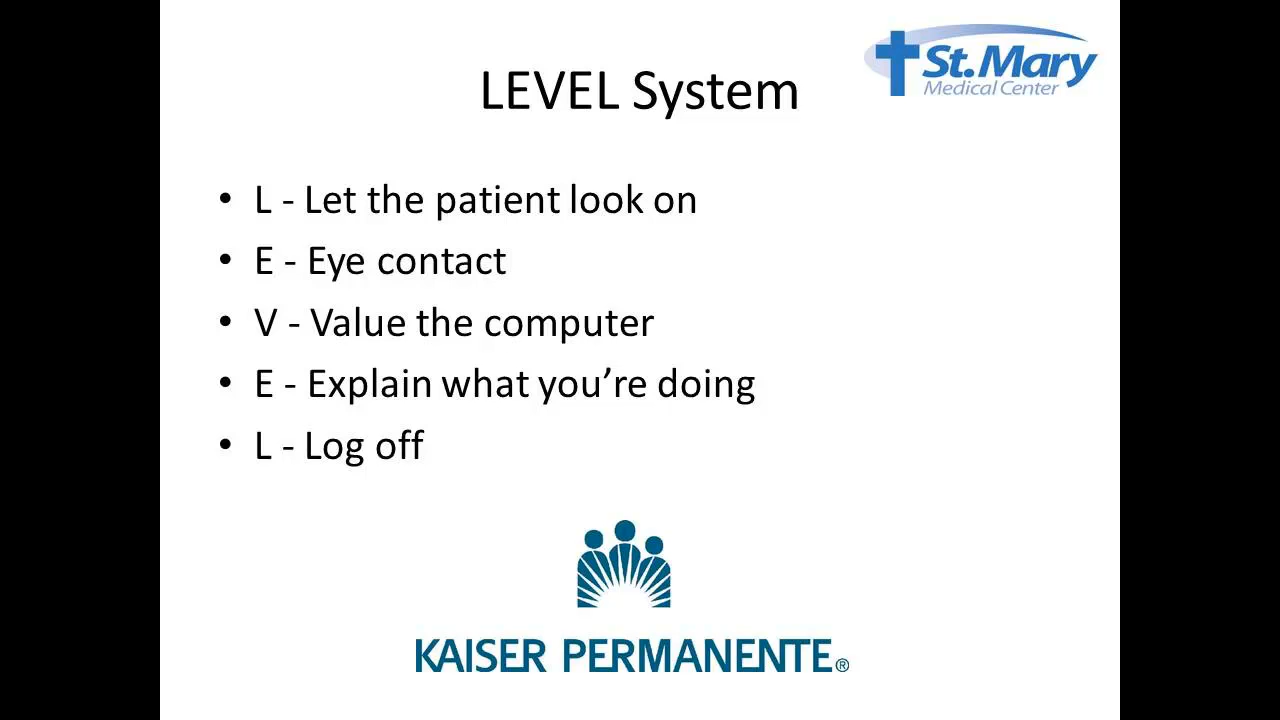 St. Mary
Medical Center
LEVEL System
• L - Let the patient look on
• E - Eye contact
• V - Value the computer
• E - Explain what you’re doing
• L - Log off
KAISER PERMANENTE®